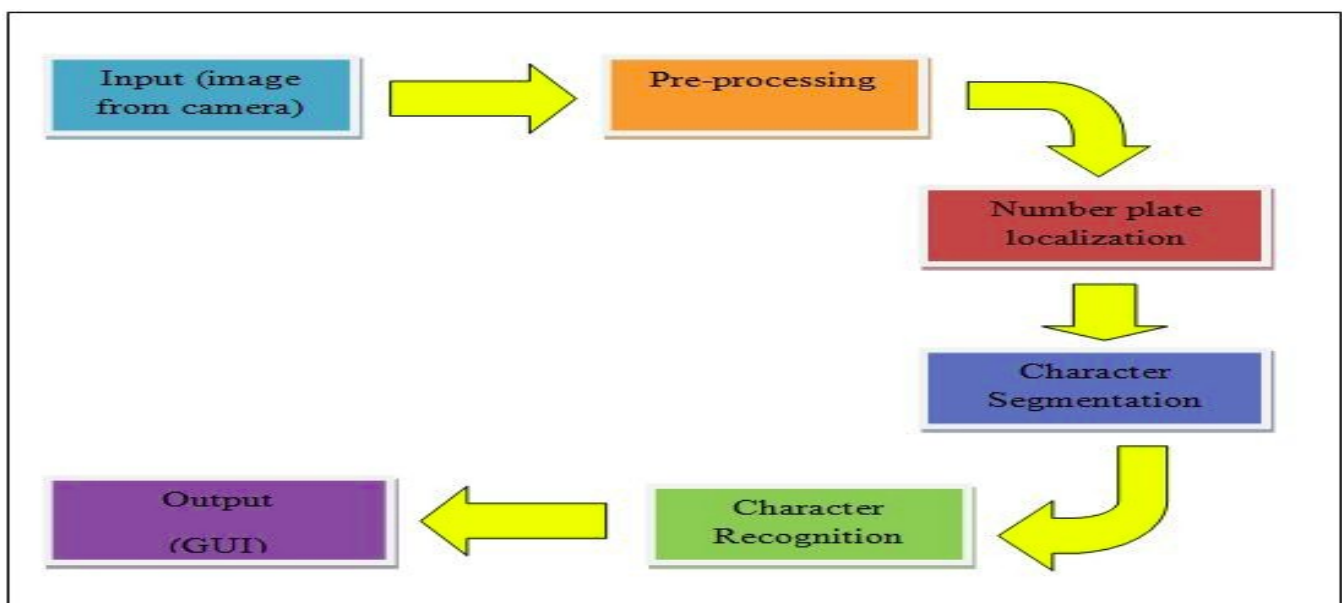 Input (image
from camera)
Pre-processing
Number plate
localization
Character
Segmentation
Character
Recognition
Output
(GUI)